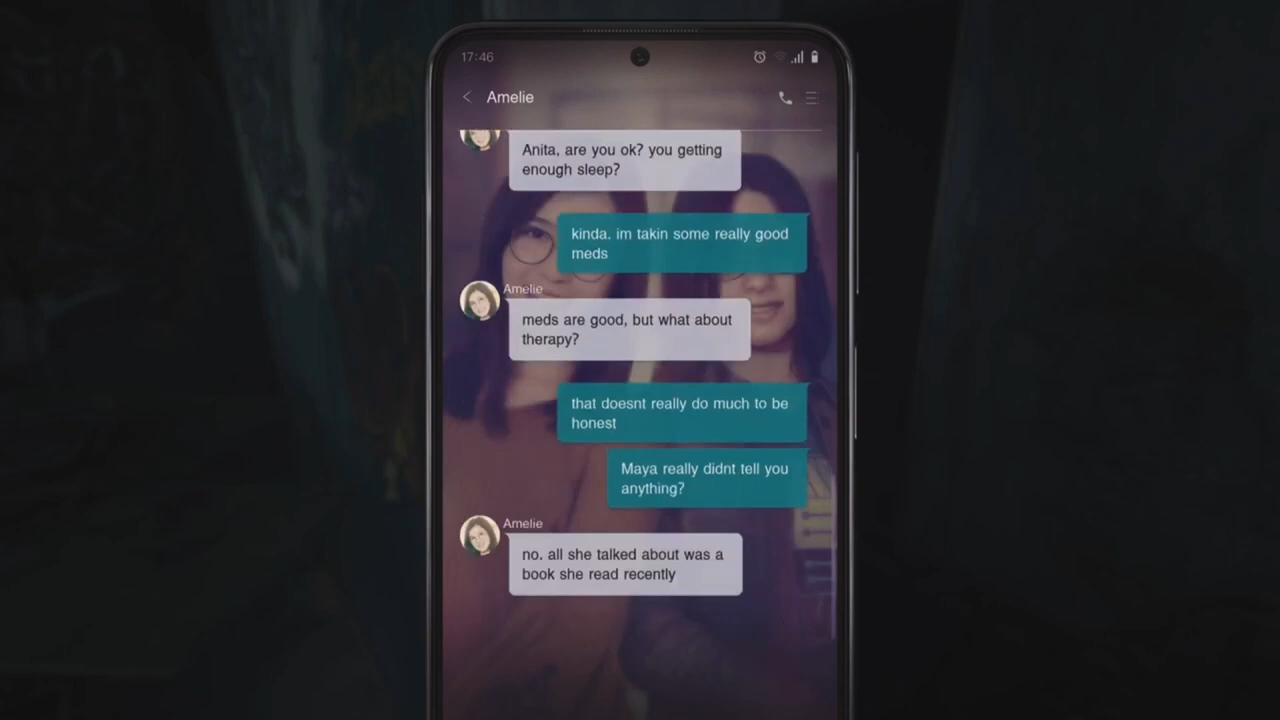 17:46
Amelie
Anita, are you ok? you getting
enough sleep?
kinda. im takin some really good
meds
Amelie
meds are good, but what about
therapy?
that doesnt really do much to be
honest
Maya really didnt tell you
anything?
Amelie
no. all she talked about was a
book she read recently